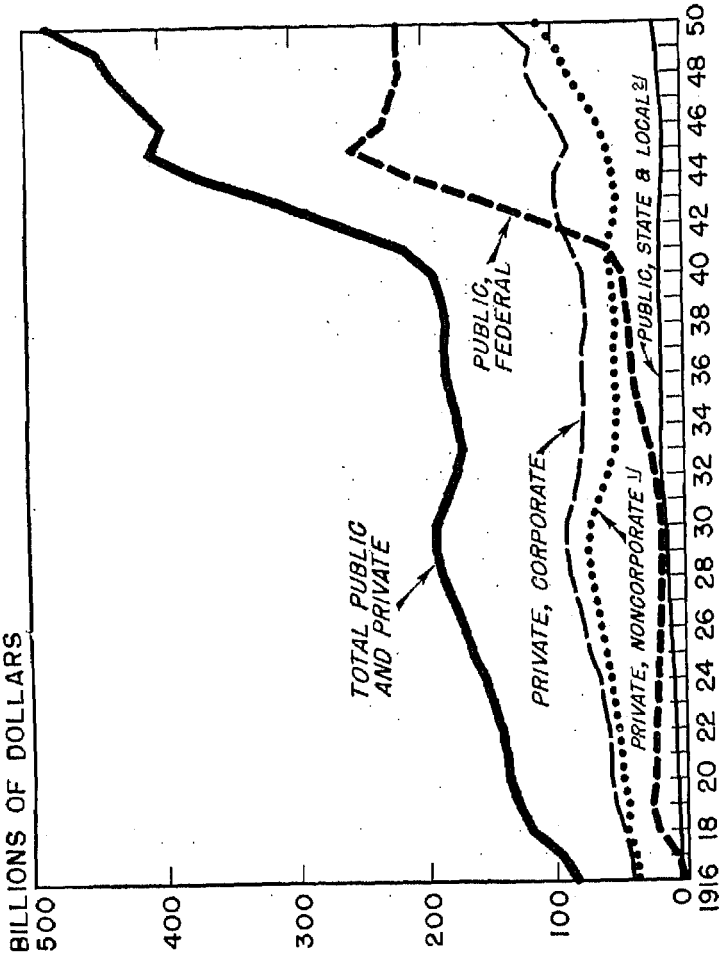 BILLIONS OF DOLLARS
500
400
300
200
100
0
TOTAL PUBLIC
AND PRIVATE
PUBLIC,
FEDERAL
PRIVATE, CORPORATE
PRIVATE, NONCORPORATE 1/
PUBLIC, STATE & LOCAL 2/
1916 18 20 22 24 26 28 30 32 34 36 38 40 42 44 46 48 50